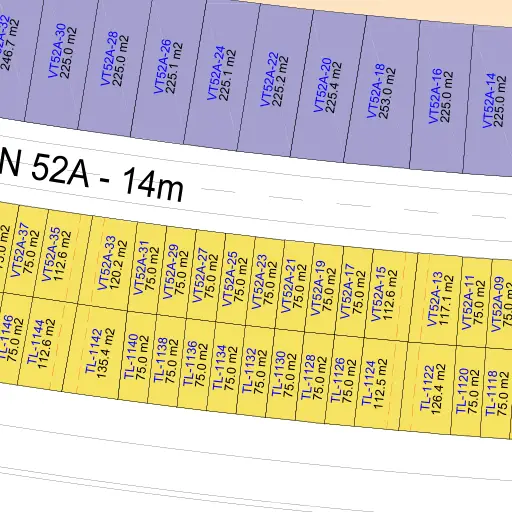 246.7 m2
VT52A-30
225.0 m2
VT52A-28
225.0 m2
VT52A-26
225.1 m2
VT52A-24
225.1 m2
VT52A-22
225.2 m2
VT52A-20
225.4 m2
VT52A-18
253.0 m2
VT52A-16
225.0 m2
VT52A-14
225.0 m2
N 52A - 14m
VT52A-37
75.0 m2
VT52A-35
112.6 m2
VT52A-33
120.2 m2
VT52A-31
75.0 m2
VT52A-29
75.0 m2
VT52A-27
75.0 m2
VT52A-25
75.0 m2
VT52A-23
75.0 m2
VT52A-21
75.0 m2
VT52A-19
75.0 m2
VT52A-17
75.0 m2
VT52A-15
112.6 m2
VT52A-13
117.1 m2
VT52A-11
75.0 m2
VT52A-09
75.0 m2
TL-1146
75.0 m2
TL-1144
112.6 m2
TL-1142
135.4 m2
TL-1140
75.0 m2
TL-1138
75.0 m2
TL-1136
75.0 m2
TL-1134
75.0 m2
TL-1132
75.0 m2
TL-1130
75.0 m2
TL-1128
75.0 m2
TL-1126
75.0 m2
TL-1124
112.5 m2
TL-1122
126.4 m2
TL-1120
75.0 m2
TL-1118
75.0 m2